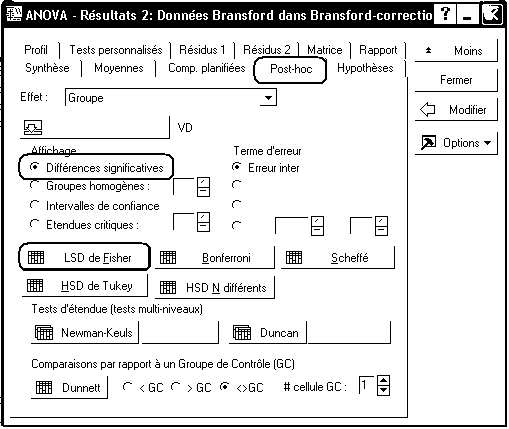 ANOVA - Résultats 2: Données Bransford dans Bransford-correctio
Profil Tests personnalisés Résidus 1 Résidus 2 Matrice Rapport
Synthèse Moyennes Comp. planifiées Post-hoc Hypothèses
Moins
Fermer
Modifier
Options
Effet : Groupe
VD
Affichage Terme d'erreur
Différences significatives Erreur inter
Groupes homogènes :
Intervalles de confiance
Etendues critiques :
LSD de Fisher Bonferroni Scheffé
HSD de Tukey HSD N différents
Tests d'étendue (tests multi-niveaux)
Newman-Keuls Duncan
Comparaisons par rapport à un Groupe de Contrôle (GC)
Dunnett < GC > GC <>GC # cellule GC : 1